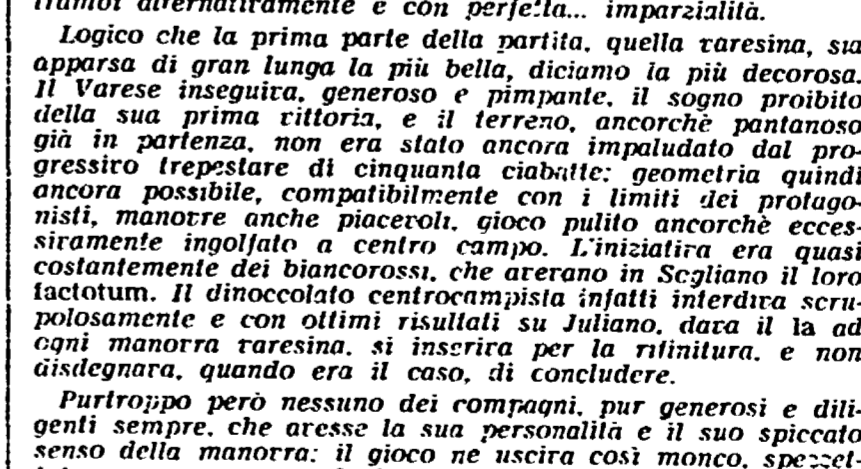 alternativamente e con perfetta... imparzialità.
Logico che la prima parte della partita, quella varesina, sia
apparsa di gran lunga la più bella, diciamo la più decorosa.
Il Varese inseguiva, generoso e pimpante, il sogno proibito
della sua prima vittoria, e il terreno, ancorchè pantanoso
già in partenza, non era stato ancora impaludato dal pro-
gressivo trepestare di cinquanta ciabatte: geometria quindi
ancora possibile, compatibilmente con i limiti dei protago-
nisti, manovre anche piacevoli, gioco pulito ancorchè ecces-
sivamente ingolfato a centro campo. L'iniziativa era quasi
costantemente dei biancorossi, che avevano in Sogliano il loro
factotum. Il dinoccolato centrocampista infatti interdiva scru-
polosamente e con ottimi risultati su Juliano, dava il la ad
ogni manovra varesina, si inseriva per la rifinitura, e non
disdegnava, quando era il caso, di concludere.
Purtroppo però nessuno dei compagni, pur generosi e dili-
genti sempre, che avesse la sua personalità e il suo spiccato
senso della manovra: il gioco ne usciva così monco, spezzet-